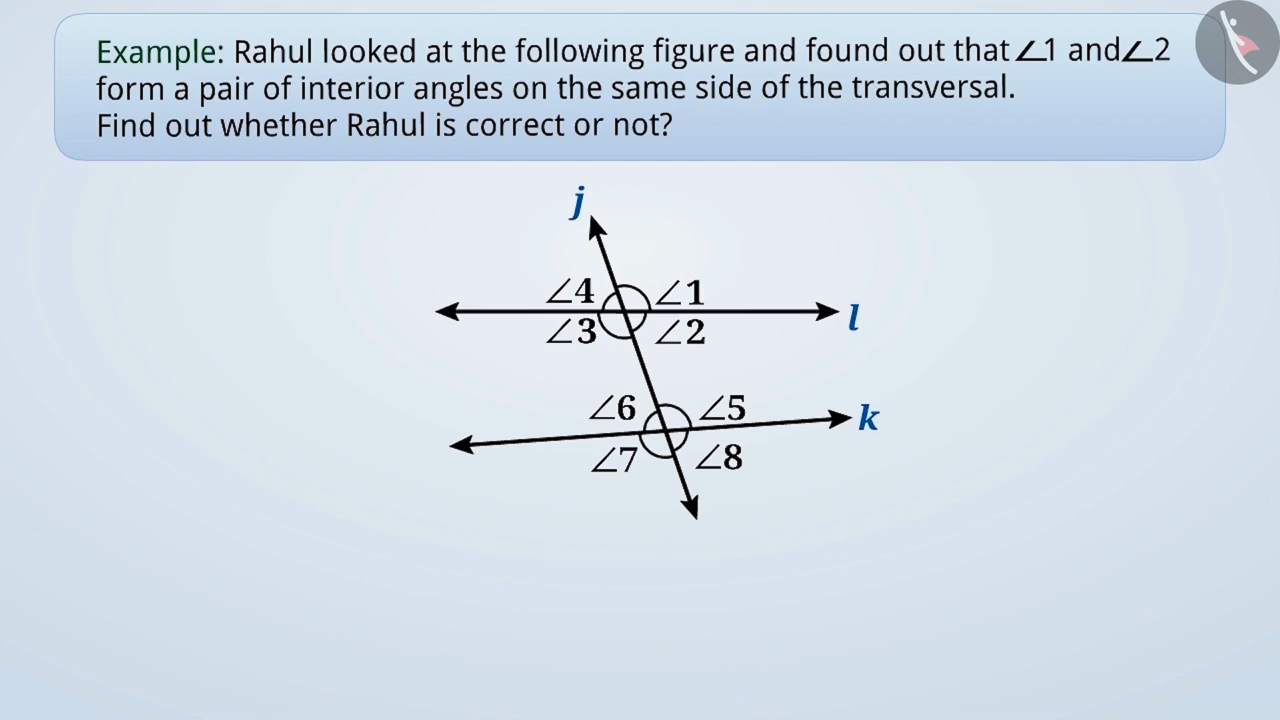 Example: Rahul looked at the following figure and found out that ∠1 and∠2
form a pair of interior angles on the same side of the transversal.
Find out whether Rahul is correct or not?
j
∠4 ∠1
l
∠3 ∠2
∠6 ∠5
k
∠7 ∠8